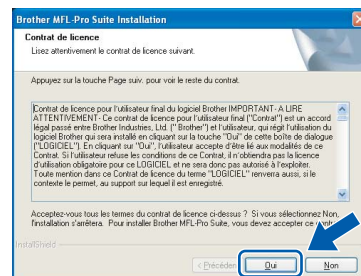 Brother MFL-Pro Suite Installation
Contrat de licence
Lisez attentivement le contrat de licence suivant.
Appuyez sur la touche Page suiv. pour voir le reste du contrat.
Contrat de licence pour l'utilisateur final du logiciel Brother IMPORTANT- A LIRE
ATTENTIVEMENT - Ce contrat de licence pour l'utilisateur final ("Contrat") est un accord
légal passé entre Brother Industries, Ltd. (" Brother") et l'utilisateur, qui régit l'utilisation du
logiciel Brother qui sera installé en cliquant sur la touche "Oui" de cette boîte de dialogue
("LOGICIEL"). En cliquant sur "Oui", l'utilisateur accepte d'être lié aux modalités de ce
Contrat. Si l'utilisateur refuse les conditions de ce Contrat, il n'obtiendra pas la licence
d'utilisation obligatoire pour ce LOGICIEL et ne sera donc pas autorisé à l'exploiter.
Toute mention dans ce Contrat de licence du terme "LOGICIEL" renverra aussi, si le
contexte le permet, au support sur lequel il est enregistré.
Acceptez-vous tous les termes du contrat de licence ci-dessus ? Si vous sélectionnez Non,
l'installation s'arrêtera. Pour installer Brother MFL-Pro Suite, vous devez accepter ce
InstallShield
< Précéden
Oui
Non